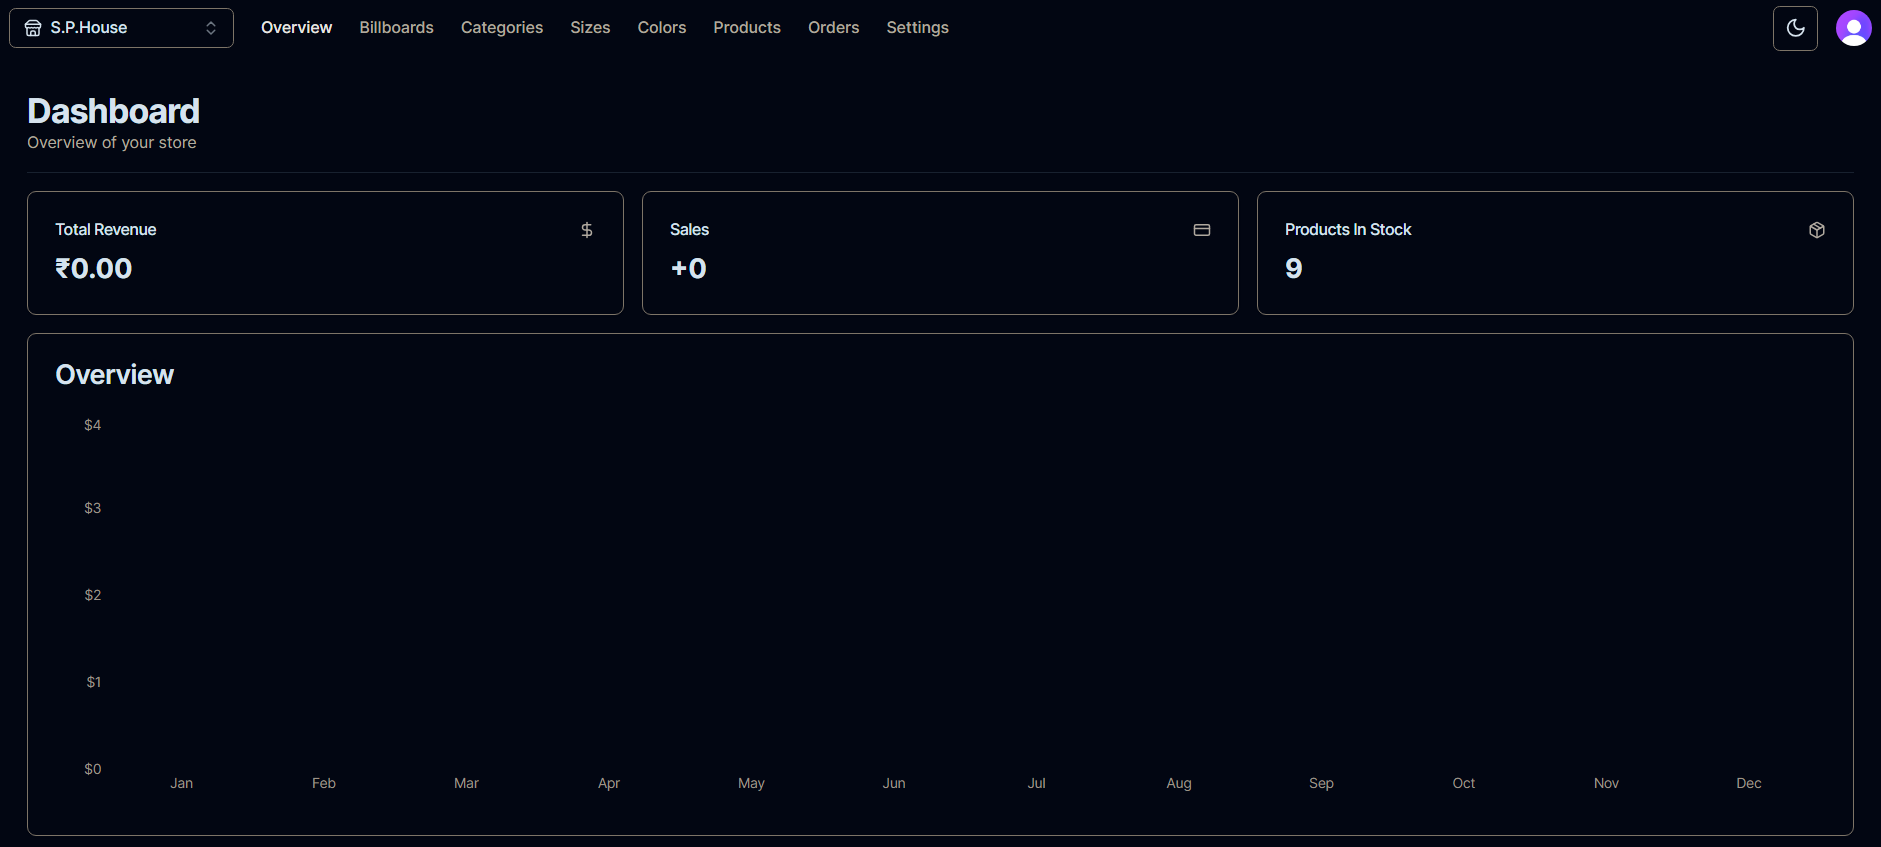 S.P.House Overview Billboards Categories Sizes Colors Products Orders Settings
Dashboard
Overview of your store
Total Revenue
₹0.00
Sales
+0
Products In Stock
9
Overview
$4
$3
$2
$1
$0
Jan Feb Mar Apr May Jun Jul Aug Sep Oct Nov Dec